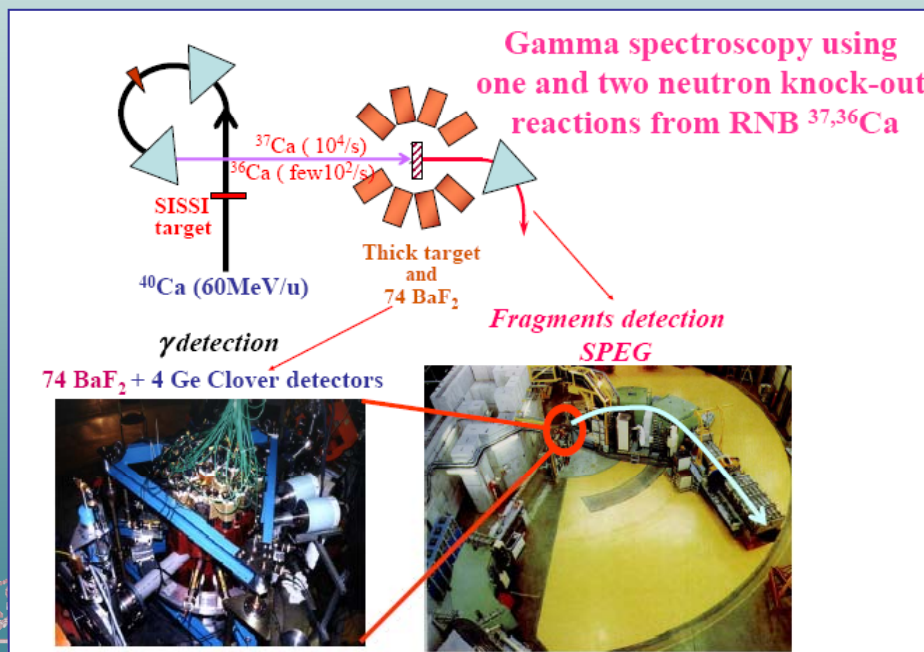 Gamma spectroscopy using
one and two neutron knock-out
reactions from RNB ³⁷,³⁶Ca
³⁷Ca ( 10⁴/s)
³⁶Ca ( few10²/s)
SISSI
target
⁴⁰Ca (60MeV/u)
Thick target
and
74 BaF₂
γdetection
74 BaF₂ + 4 Ge Clover detectors
Fragments detection
SPEG